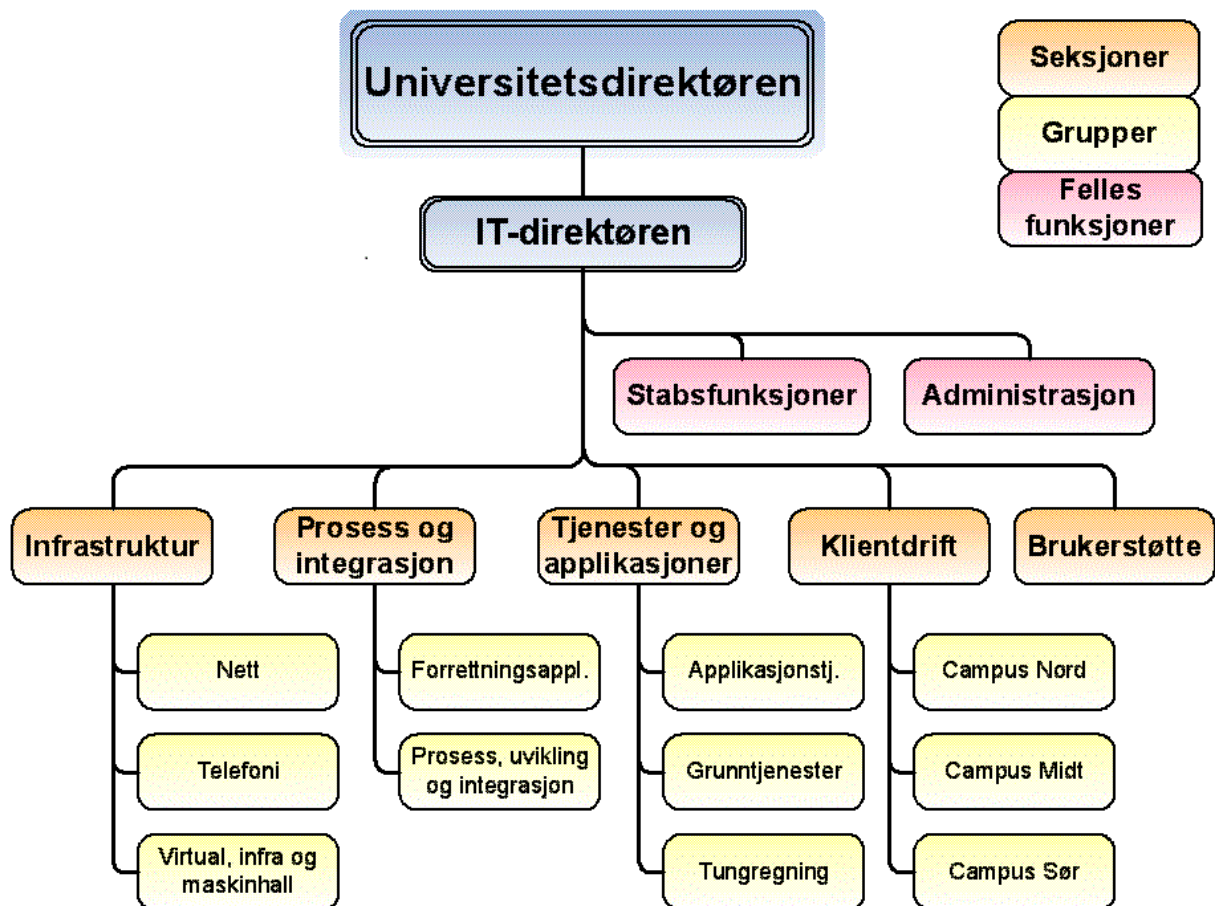 Universitetsdirektøren
Seksjoner
Grupper
Felles
funksjoner
IT-direktøren
Stabsfunksjoner
Administrasjon
Infrastruktur
Prosess og
integrasjon
Tjenester og
applikasjoner
Klientdrift
Brukerstøtte
Nett
Telefoni
Virtual, infra og
maskinhall
Forrettningsappl.
Prosess, uvikling
og integrasjon
Applikasjonstj.
Grunntjenester
Tungregning
Campus Nord
Campus Midt
Campus Sør